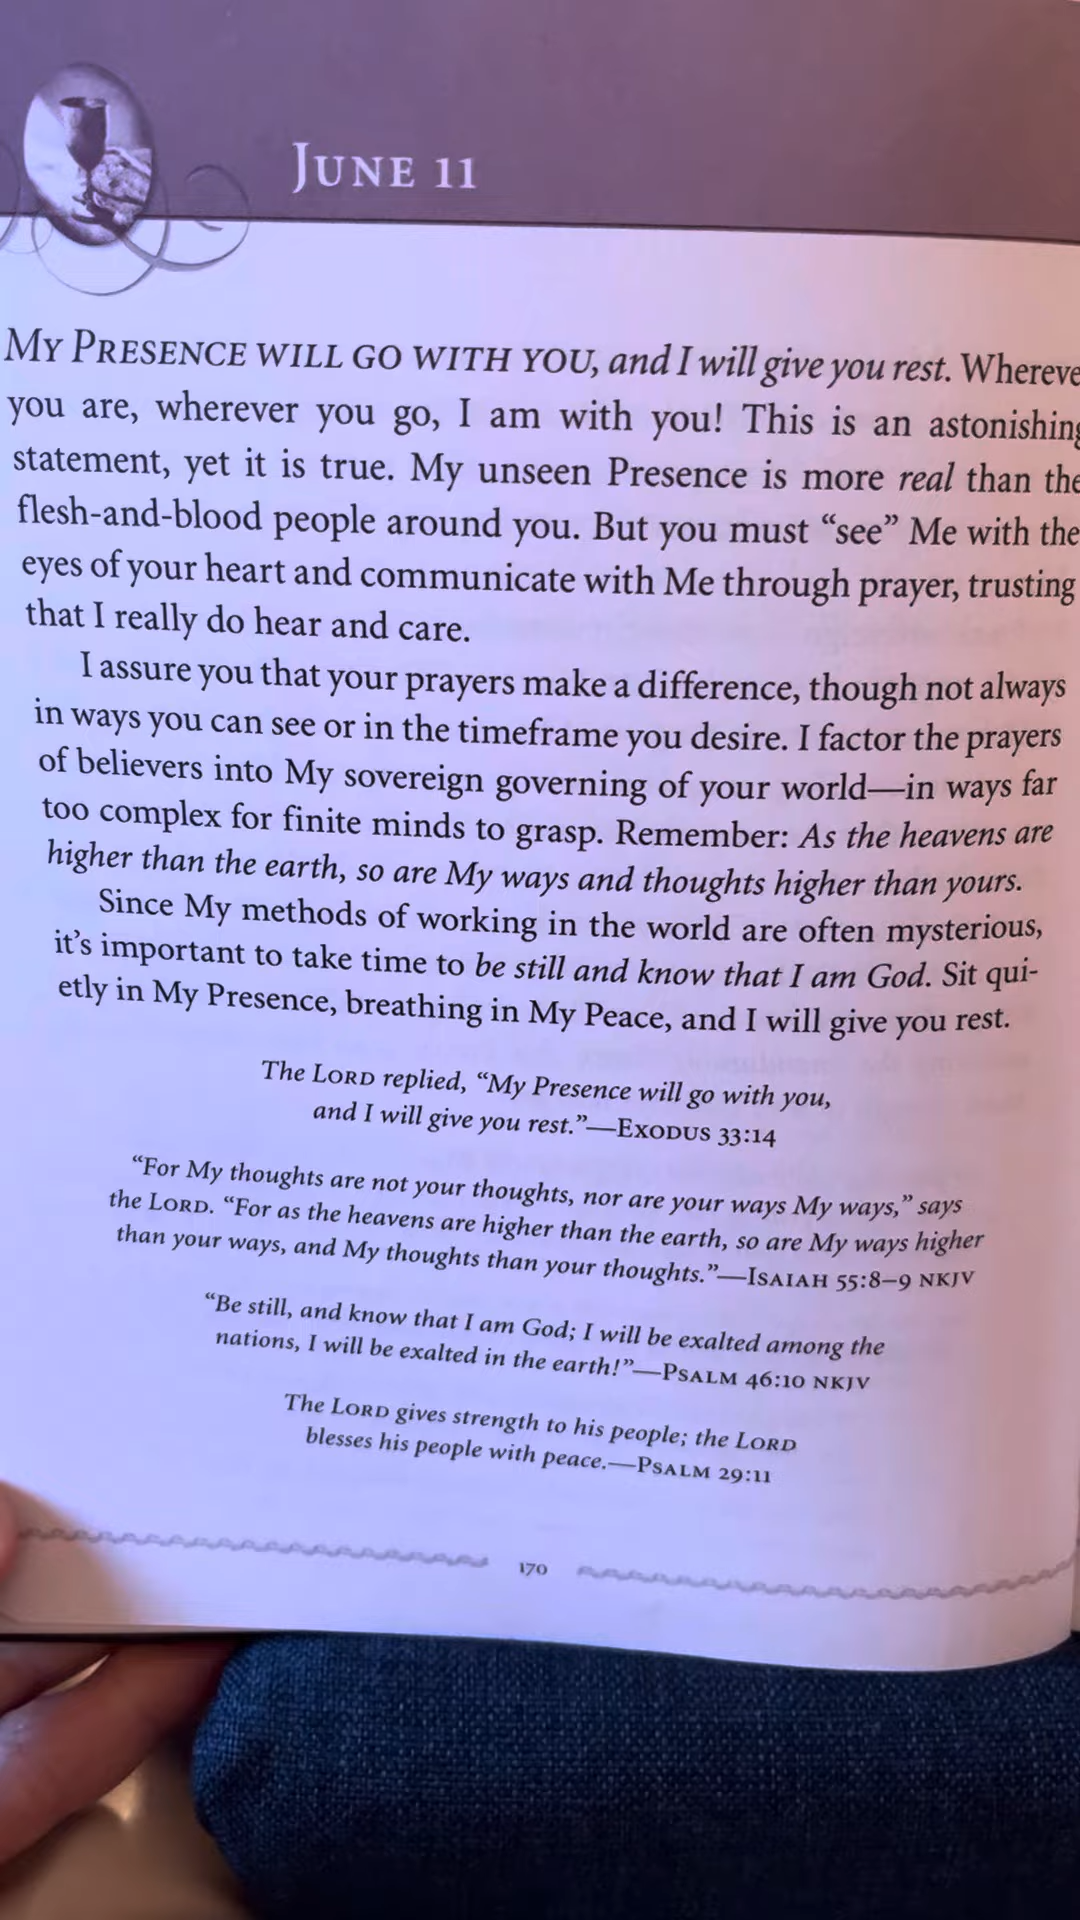 JUNE 11
MY PRESENCE WILL GO WITH YOU, and I will give you rest. Whereve
you are, wherever you go, I am with you! This is an astonishing
statement, yet it is true. My unseen Presence is more real than the
flesh-and-blood people around you. But you must “see” Me with the
eyes of your heart and communicate with Me through prayer, trusting
that I really do hear and care.
I assure you that your prayers make a difference, though not always
in ways you can see or in the timeframe you desire. I factor the prayers
of believers into My sovereign governing of your world—in ways far
too complex for finite minds to grasp. Remember: As the heavens are
higher than the earth, so are My ways and thoughts higher than yours.
Since My methods of working in the world are often mysterious,
it’s important to take time to be still and know that I am God. Sit qui-
etly in My Presence, breathing in My Peace, and I will give you rest.
The LORD replied, “My Presence will go with you,
and I will give you rest.”—EXODUS 33:14
“For My thoughts are not your thoughts, nor are your ways My ways,” says
the LORD. “For as the heavens are higher than the earth, so are My ways higher
than your ways, and My thoughts than your thoughts.”—ISAIAH 55:8–9 NKJV
“Be still, and know that I am God; I will be exalted among the
nations, I will be exalted in the earth!”—PSALM 46:10 NKJV
The LORD gives strength to his people; the LORD
blesses his people with peace.—PSALM 29:11
170